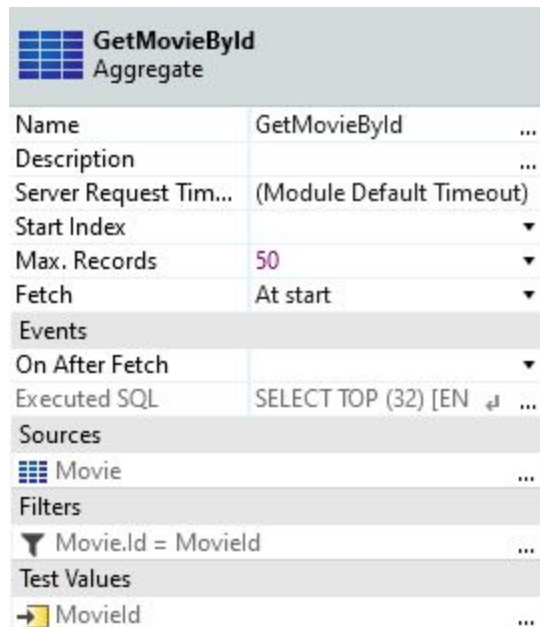 GetMovieById
Aggregate
Name GetMovieById ...
Description ...
Server Request Tim... (Module Default Timeout)
Start Index
Max. Records 50
Fetch At start
Events
On After Fetch
Executed SQL SELECT TOP (32) [EN ↲ ...
Sources
Movie ...
Filters
Movie.Id = MovieId ...
Test Values
MovieId ...